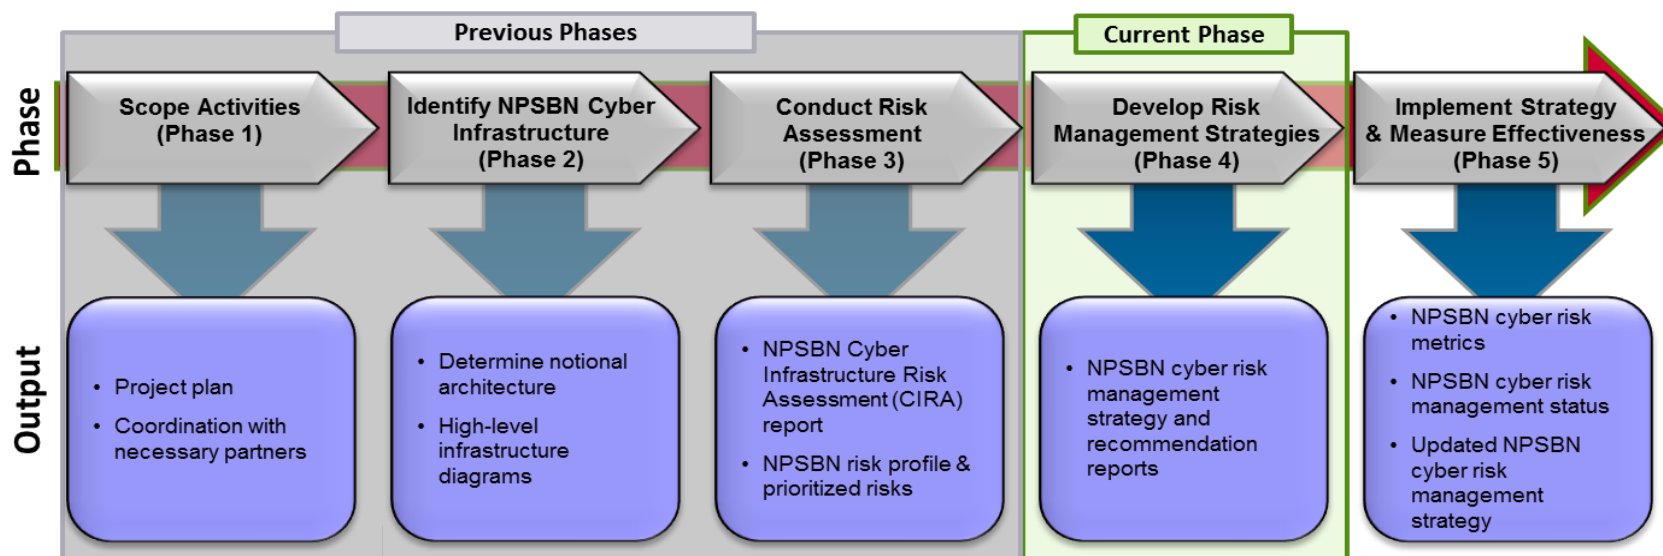 Previous Phases
Current Phase
Phase
Scope Activities
(Phase 1)
Identify NPSBN Cyber
Infrastructure
(Phase 2)
Conduct Risk
Assessment
(Phase 3)
Develop Risk
Management Strategies
(Phase 4)
Implement Strategy
& Measure Effectiveness
(Phase 5)
Output
• Project plan
• Coordination with
necessary partners
• Determine notional
architecture
• High-level
infrastructure
diagrams
• NPSBN Cyber
Infrastructure Risk
Assessment (CIRA)
report
• NPSBN risk profile &
prioritized risks
• NPSBN cyber risk
management
strategy and
recommendation
reports
• NPSBN cyber risk
metrics
• NPSBN cyber risk
management status
• Updated NPSBN
cyber risk
management
strategy